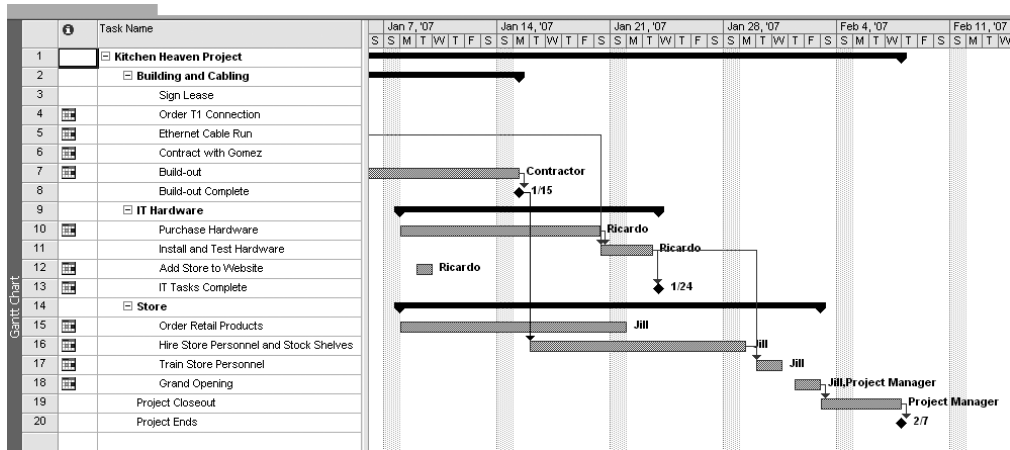 Task Name
Jan 7, '07 Jan 14, '07 Jan 21, '07 Jan 28, '07 Feb 4, '07 Feb 11, '07
S S M T W T F S S M T W T F S S M T W T F S S M T W T F S S M T W T F S S M T W
1 Kitchen Heaven Project
2 Building and Cabling
3 Sign Lease
4 Order T1 Connection
5 Ethernet Cable Run
6 Contract with Gomez
7 Build-out Contractor
8 Build-out Complete 1/15
9 IT Hardware
10 Purchase Hardware Ricardo
11 Install and Test Hardware Ricardo
12 Add Store to Website Ricardo
13 IT Tasks Complete 1/24
14 Store
15 Order Retail Products Jill
16 Hire Store Personnel and Stock Shelves Jill
17 Train Store Personnel Jill
18 Grand Opening Jill,Project Manager
19 Project Closeout Project Manager
20 Project Ends 2/7
Gantt Chart